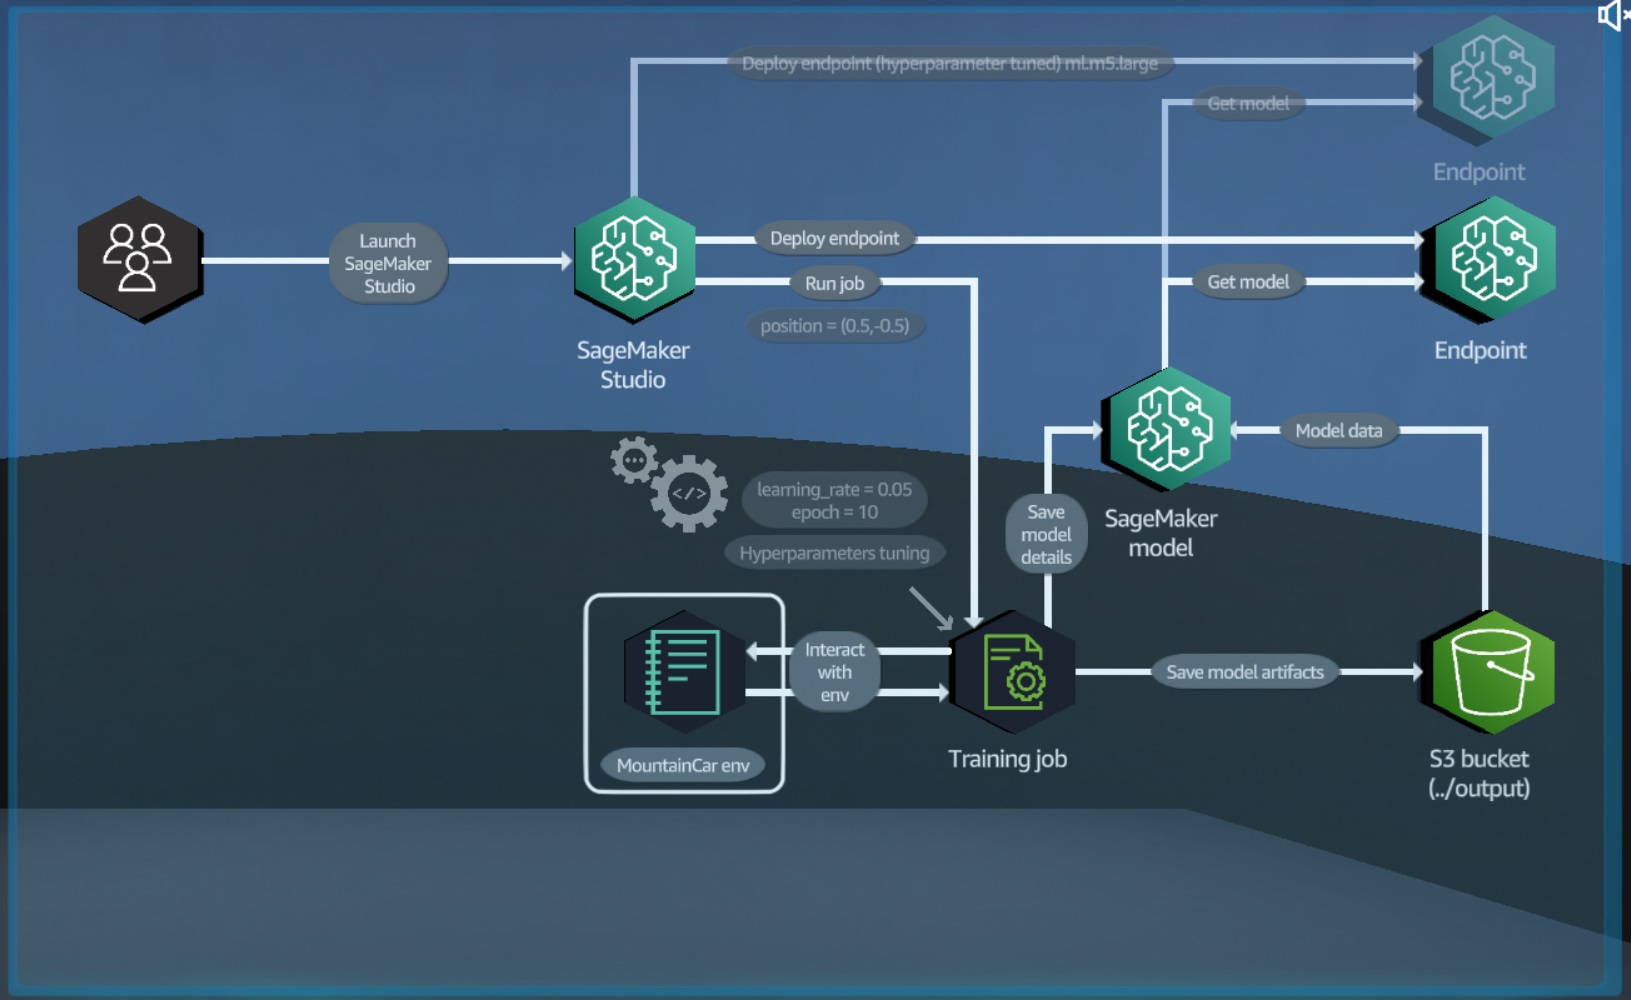 Deploy endpoint (hyperparameter tuned) ml.m5.large
Get model
Endpoint
Launch
SageMaker
Studio
Deploy endpoint
Run job
position = (0.5,-0.5)
Get model
SageMaker
Studio
Endpoint
Model data
learning_rate = 0.05
epoch = 10
Hyperparameters tuning
Save
model
details
SageMaker
model
</>
Interact
with
env
Save model artifacts
MountainCar env
Training job
S3 bucket
(../output)